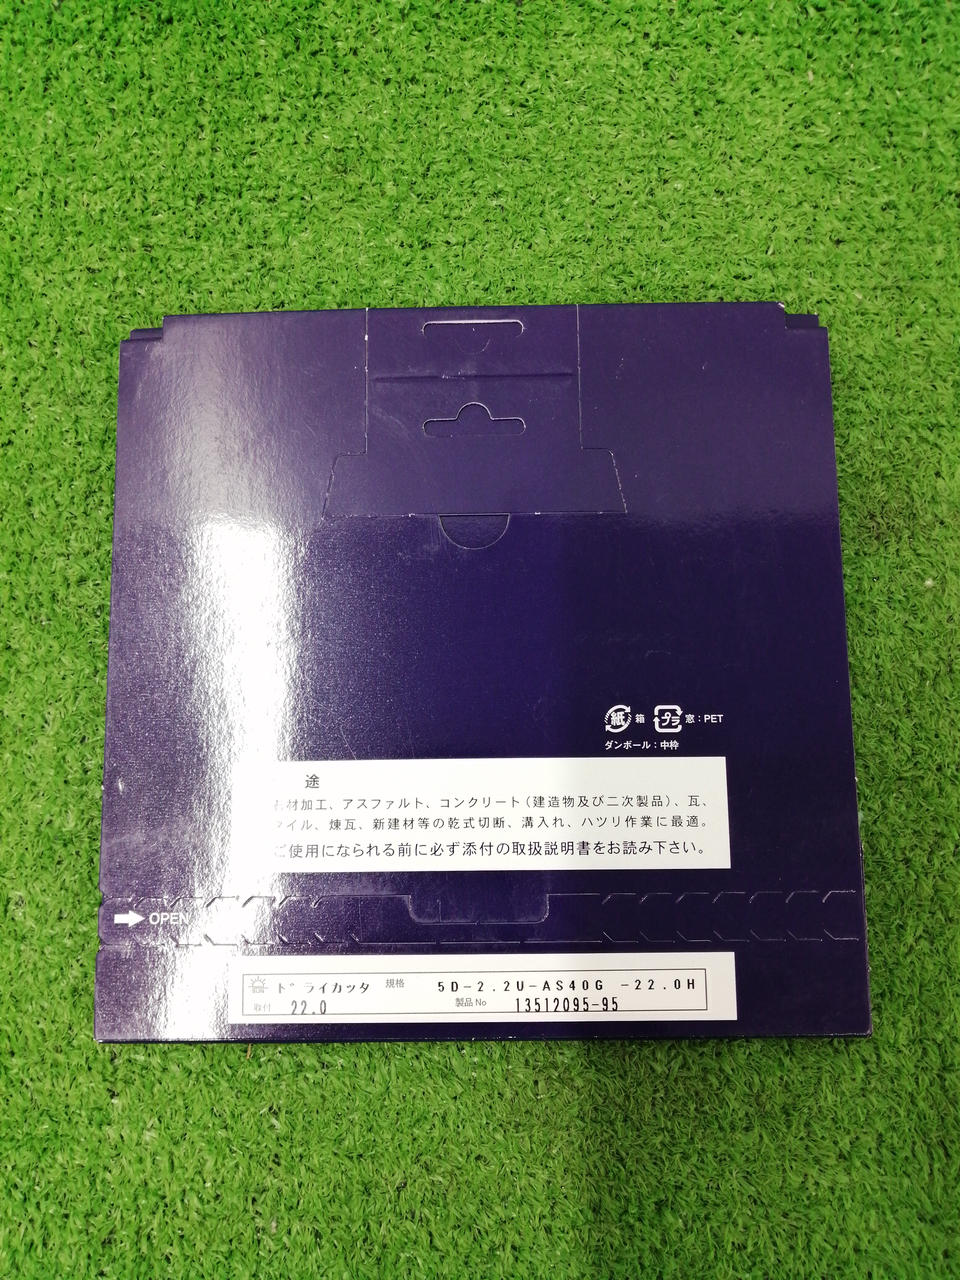 紙 箱 プラ 窓：PET
ダンボール：中枠
途
材加工、アスファルト、コンクリート（建造物及び二次製品）、瓦、
イル、煉瓦、新建材等の乾式切断、溝入れ、ハツリ作業に最適。
ご使用になられる前に必ず添付の取扱説明書をお読み下さい。
OPEN
ドライカッタ 規格 5D-2.2U-AS40G -22.0H
取付 22.0 製品No 13512095-95